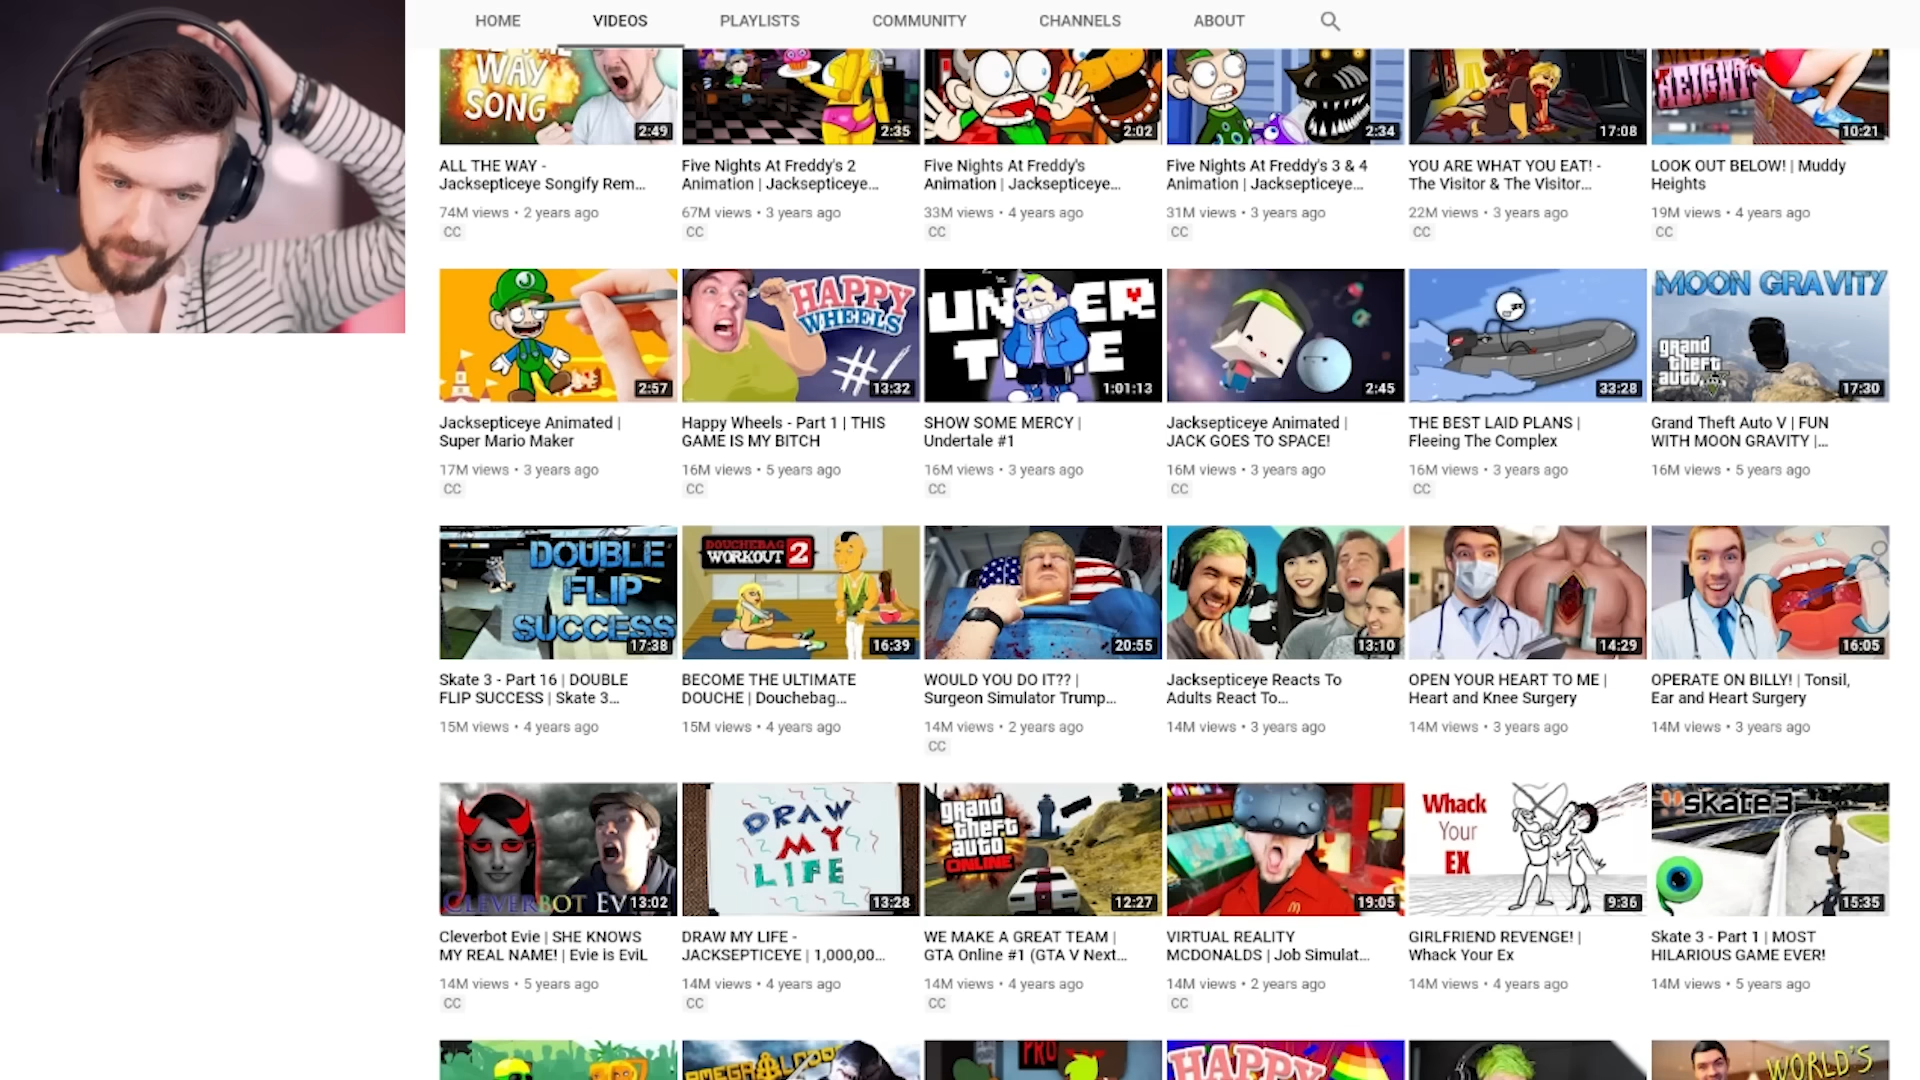 HOME VIDEOS PLAYLISTS COMMUNITY CHANNELS ABOUT
WAY
SONG
2:49
2:35
2:02
2:34
17:08
HEIGHTS
10:21
ALL THE WAY -
Jacksepticeye Songify Rem...
74M views • 2 years ago
CC
Five Nights At Freddy's 2
Animation | Jacksepticeye...
67M views • 3 years ago
CC
Five Nights At Freddy's
Animation | Jacksepticeye...
33M views • 4 years ago
CC
Five Nights At Freddy's 3 & 4
Animation | Jacksepticeye...
31M views • 3 years ago
CC
YOU ARE WHAT YOU EAT! -
The Visitor & The Visitor...
22M views • 3 years ago
CC
LOOK OUT BELOW! | Muddy
Heights
19M views • 4 years ago
CC
J
2:57
HAPPY
WHEELS
#1
13:32
UNDER
1:01:13
2:45
33:28
MOON GRAVITY
grand
theft
auto
V
17:30
Jacksepticeye Animated |
Super Mario Maker
17M views • 3 years ago
CC
Happy Wheels - Part 1 | THIS
GAME IS MY BITCH
16M views • 5 years ago
CC
SHOW SOME MERCY |
Undertale #1
16M views • 3 years ago
CC
Jacksepticeye Animated |
JACK GOES TO SPACE!
16M views • 3 years ago
CC
THE BEST LAID PLANS |
Fleeing The Complex
16M views • 3 years ago
CC
Grand Theft Auto V | FUN
WITH MOON GRAVITY |...
16M views • 5 years ago
DOUBLE
FLIP
SUCCESS
17:38
DOUCHEBAG
WORKOUT 2
16:39
20:55
13:10
14:29
16:05
Skate 3 - Part 16 | DOUBLE
FLIP SUCCESS | Skate 3...
15M views • 4 years ago
BECOME THE ULTIMATE
DOUCHE | Douchebag...
15M views • 4 years ago
WOULD YOU DO IT?? |
Surgeon Simulator Trump...
14M views • 2 years ago
CC
Jacksepticeye Reacts To
Adults React To...
14M views • 3 years ago
OPEN YOUR HEART TO ME |
Heart and Knee Surgery
14M views • 3 years ago
OPERATE ON BILLY! | Tonsil,
Ear and Heart Surgery
14M views • 3 years ago
CLEVERBOT EV
13:02
DRAW
MY
LIFE
13:28
grand
theft
auto
ONLINE
12:27
19:05
Whack
Your
EX
9:36
skate 3
15:35
Cleverbot Evie | SHE KNOWS
MY REAL NAME! | Evie is EviL
14M views • 5 years ago
CC
DRAW MY LIFE -
JACKSEPTICEYE | 1,000,00...
14M views • 4 years ago
CC
WE MAKE A GREAT TEAM |
GTA Online #1 (GTA V Next...
14M views • 4 years ago
CC
VIRTUAL REALITY
MCDONALDS | Job Simulat...
14M views • 2 years ago
CC
GIRLFRIEND REVENGE! |
Whack Your Ex
14M views • 4 years ago
Skate 3 - Part 1 | MOST
HILARIOUS GAME EVER!
14M views • 5 years ago
PRO
HAPPY
WORLD'S